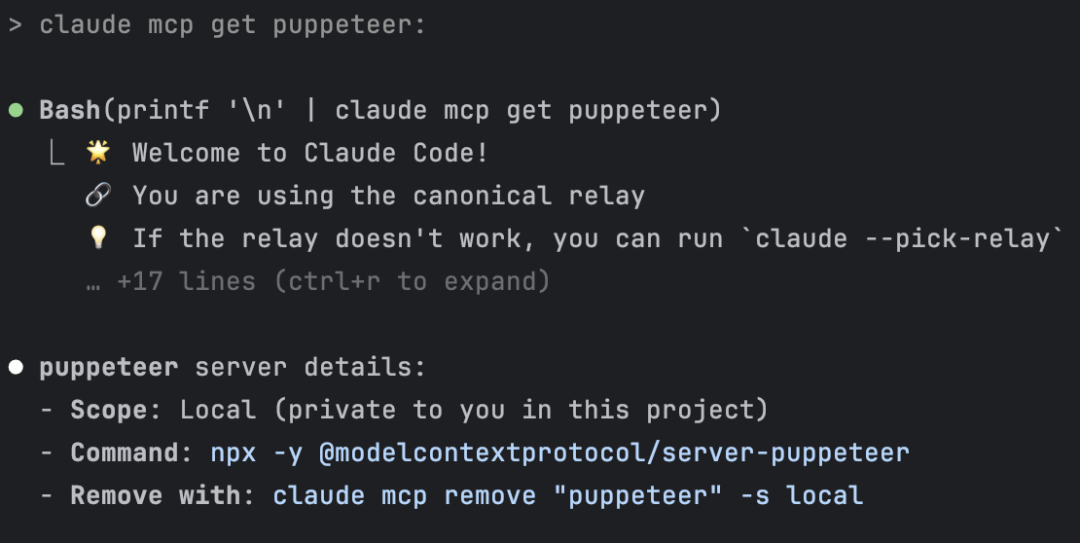 > claude mcp get puppeteer:
● Bash(printf '\n' | claude mcp get puppeteer)
⎿ 🌟 Welcome to Claude Code!
🔗 You are using the canonical relay
💡 If the relay doesn't work, you can run `claude --pick-relay`
… +17 lines (ctrl+r to expand)
● puppeteer server details:
- Scope: Local (private to you in this project)
- Command: npx -y @modelcontextprotocol/server-puppeteer
- Remove with: claude mcp remove "puppeteer" -s local